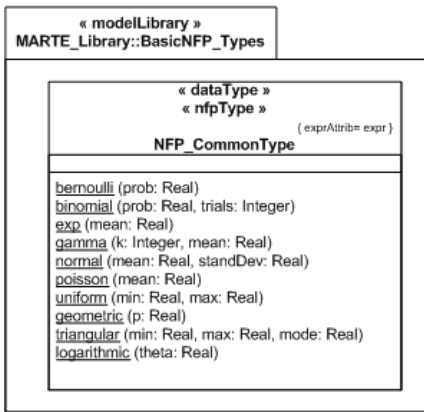 « modelLibrary »
MARTE_Library::BasicNFP_Types
« dataType »
« nfpType »
{ exprAttrib= expr }
NFP_CommonType
bernoulli (prob: Real)
binomial (prob: Real, trials: Integer)
exp (mean: Real)
gamma (k: Integer, mean: Real)
normal (mean: Real, standDev: Real)
poisson (mean: Real)
uniform (min: Real, max: Real)
geometric (p: Real)
triangular (min: Real, max: Real, mode: Real)
logarithmic (theta: Real)